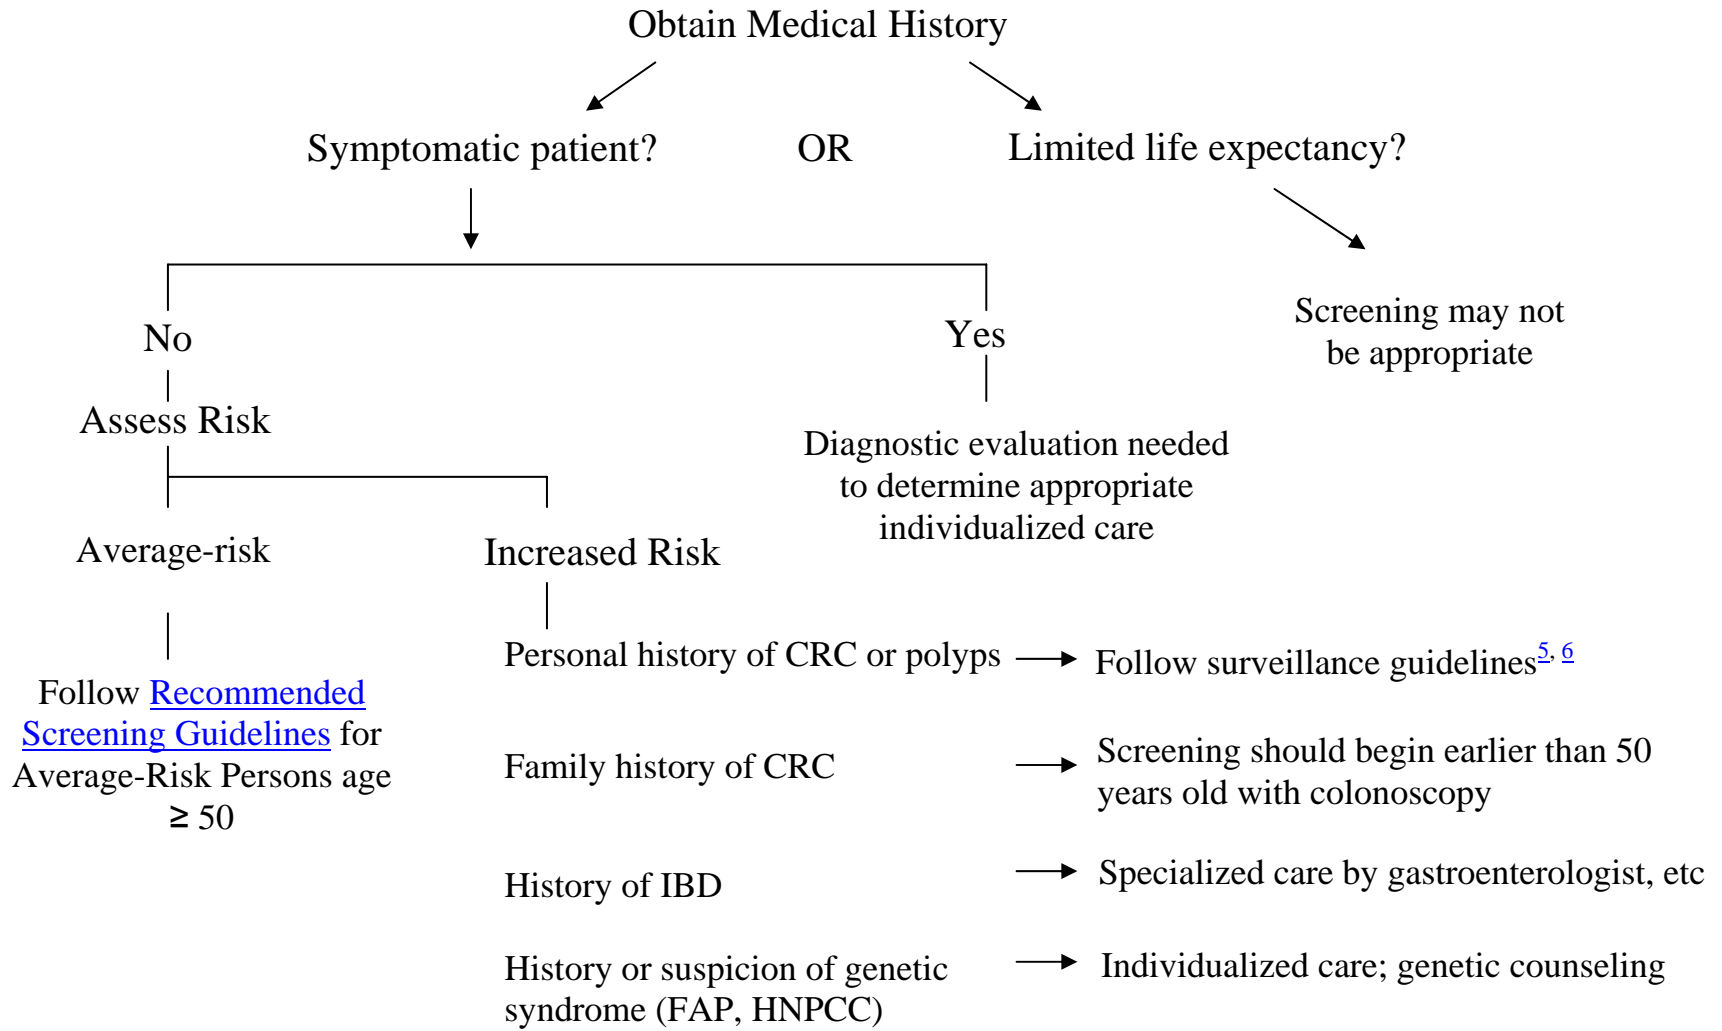 Obtain Medical History
Symptomatic patient?
OR
Limited life expectancy?
No
Yes
Screening may not
be appropriate
Assess Risk
Diagnostic evaluation needed
to determine appropriate
individualized care
Average-risk
Increased Risk
Follow Recommended
Screening Guidelines for
Average-Risk Persons age
≥ 50
Personal history of CRC or polyps
Follow surveillance guidelines5, 6
Family history of CRC
Screening should begin earlier than 50
years old with colonoscopy
History of IBD
Specialized care by gastroenterologist, etc
History or suspicion of genetic
syndrome (FAP, HNPCC)
Individualized care; genetic counseling